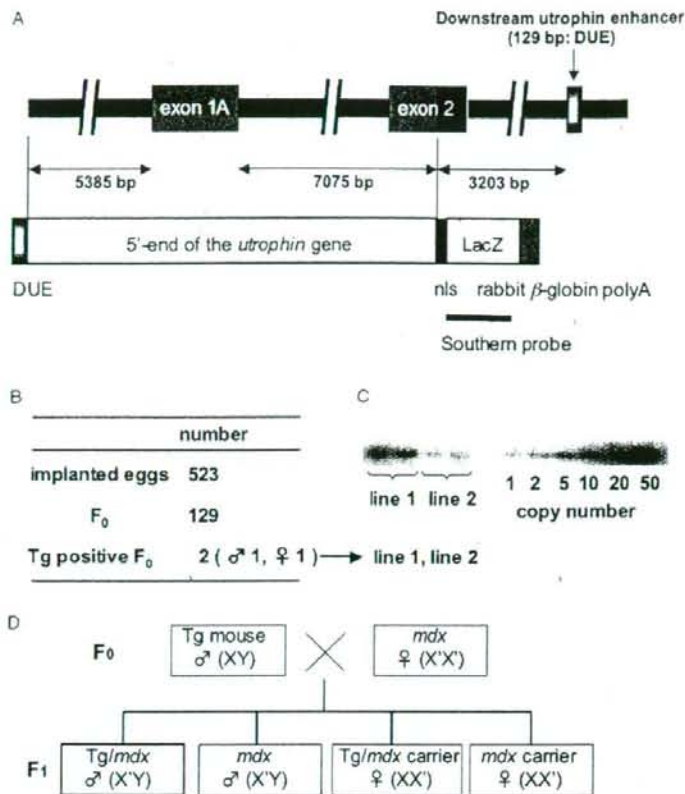 A
Downstream utrophin enhancer
(129 bp: DUE)
exon 1A
exon 2
5385 bp
7075 bp
3203 bp
5'-end of the utrophin gene
LacZ
DUE
nls rabbit β-globin polyA
Southern probe
B
number
implanted eggs 523
F0 129
Tg positive F0 2 ( ♂ 1, ♀ 1 ) → line 1, line 2
C
line 1 line 2
1 2 5 10 20 50
copy number
D
F0
Tg mouse
♂ (XY)
mdx
♀ (X'X')
F1
Tg/mdx
♂ (X'Y)
mdx
♂ (X'Y)
Tg/mdx carrier
♀ (XX')
mdx carrier
♀ (XX')